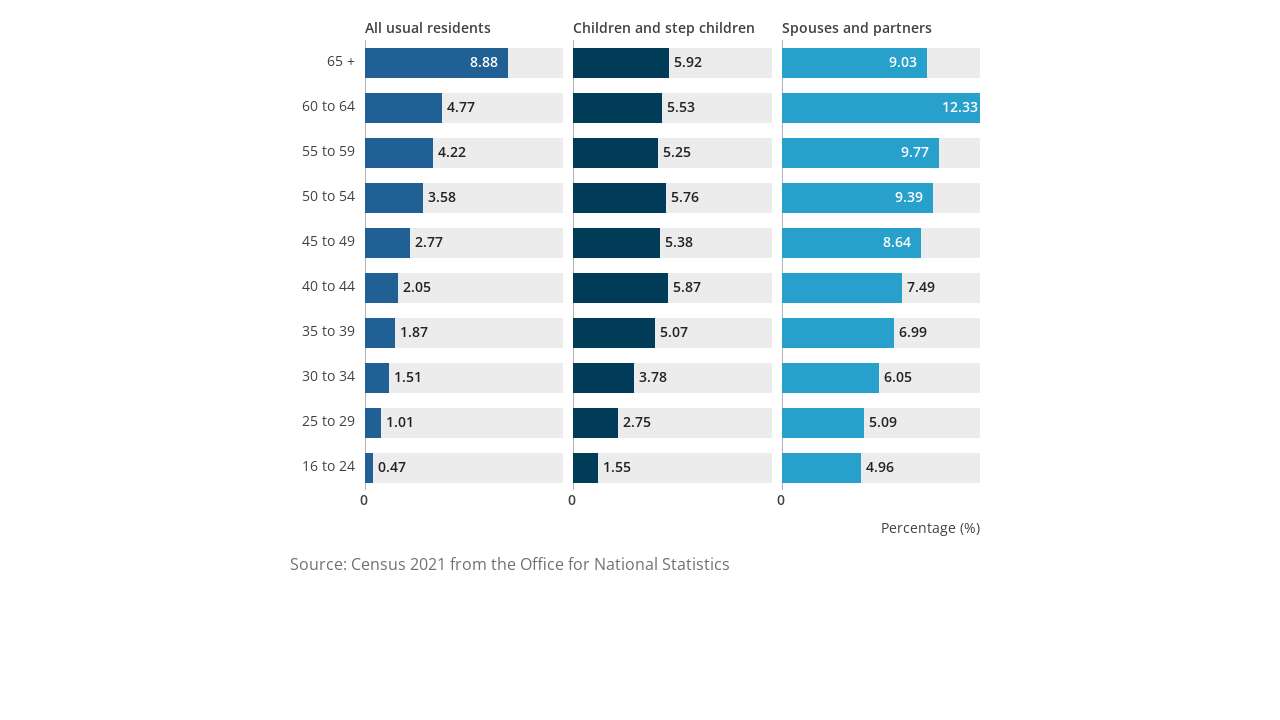 All usual residents Children and step children Spouses and partners
65 + 8.88 5.92 9.03
60 to 64 4.77 5.53 12.33
55 to 59 4.22 5.25 9.77
50 to 54 3.58 5.76 9.39
45 to 49 2.77 5.38 8.64
40 to 44 2.05 5.87 7.49
35 to 39 1.87 5.07 6.99
30 to 34 1.51 3.78 6.05
25 to 29 1.01 2.75 5.09
16 to 24 0.47 1.55 4.96
0 0 0
Percentage (%)
Source: Census 2021 from the Office for National Statistics